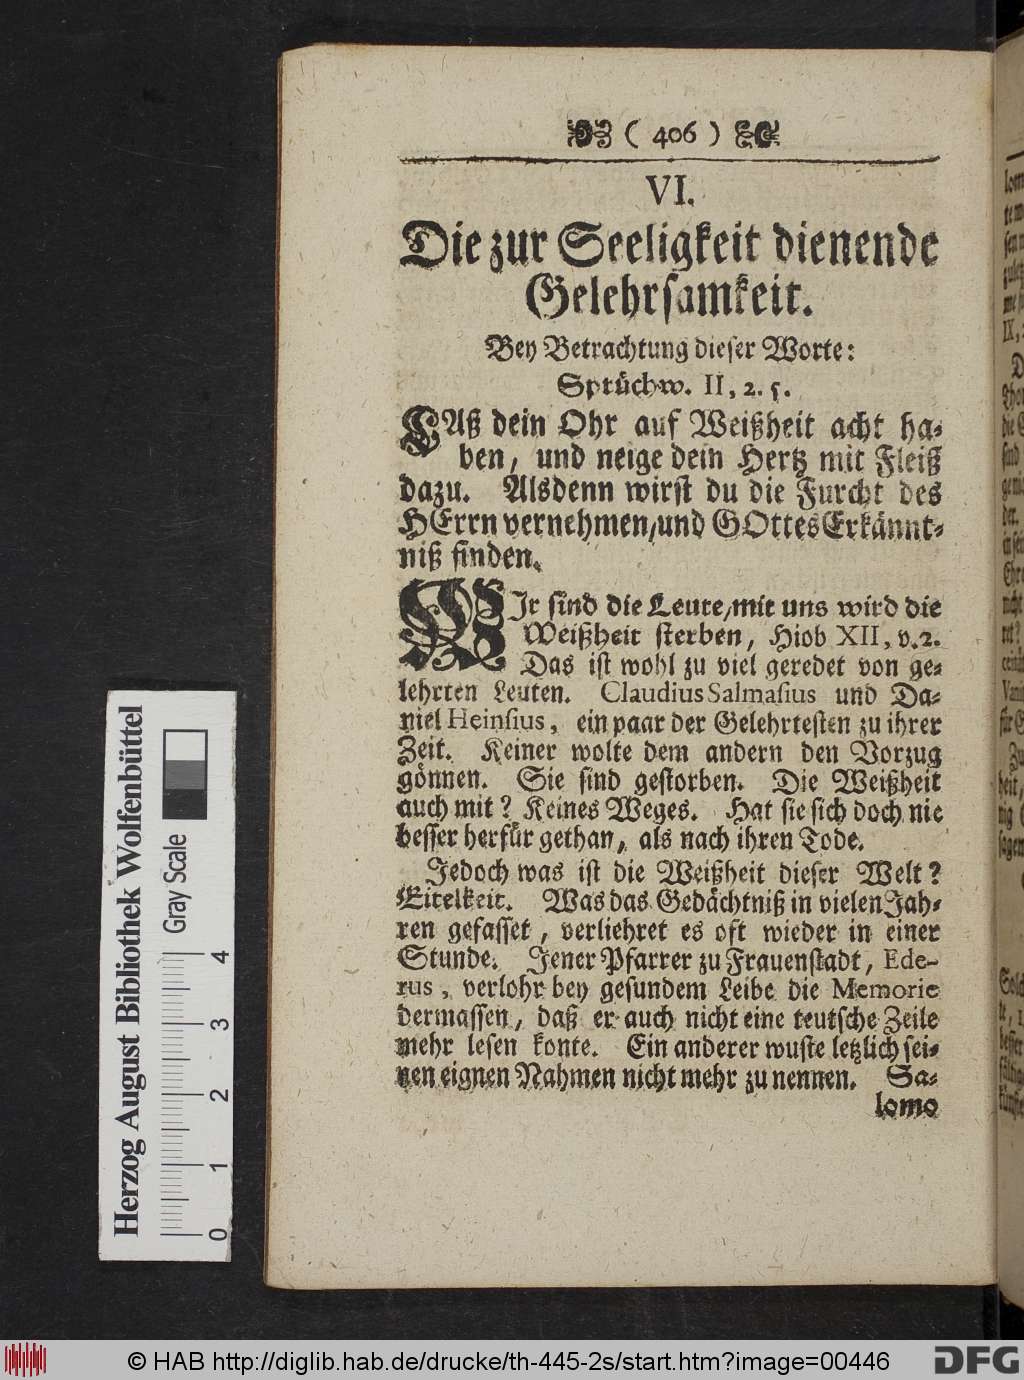 ( 406 )
VI.
Die zur Seeligkeit dienende
Gelehrsamkeit.
Bey Betrachtung dieser Worte:
Sprüchw. II, 2. 5.
LAß dein Ohr auf Weißheit acht ha-
ben, und neige dein Hertz mit Fleiß
dazu. Alsdenn wirst du die Furcht des
HErrn vernehmen, und GOttes Erkännt-
niß finden.
WIr sind die Leute, mit uns wird die
Weißheit sterben, Hiob XII, v. 2.
Das ist wohl zu viel geredet von ge-
lehrten Leuten. Claudius Salmasius und Da-
niel Heinsius, ein paar der Gelehrtesten zu ihrer
Zeit. Keiner wolte dem andern den Vorzug
gönnen. Sie sind gestorben. Die Weißheit
auch mit? Keines Weges. Hat sie sich doch nie
besser herfür gethan, als nach ihren Tode.
Jedoch was ist die Weißheit dieser Welt?
Eitelkeit. Was das Gedächtniß in vielen Jah-
ren gefasset, verliehret es oft wieder in einer
Stunde. Jener Pfarrer zu Frauenstadt, Ede-
rus, verlohr bey gesundem Leibe die Memorie
dermassen, daß er auch nicht eine teutsche Zeile
mehr lesen konte. Ein anderer wuste letzlich sei-
nen eignen Nahmen nicht mehr zu nennen. Sa-
lomo
Herzog August Bibliothek Wolfenbüttel
Gray Scale
0 1 2 3 4
© HAB http://diglib.hab.de/drucke/th-445-2s/start.htm?image=00446
DFG